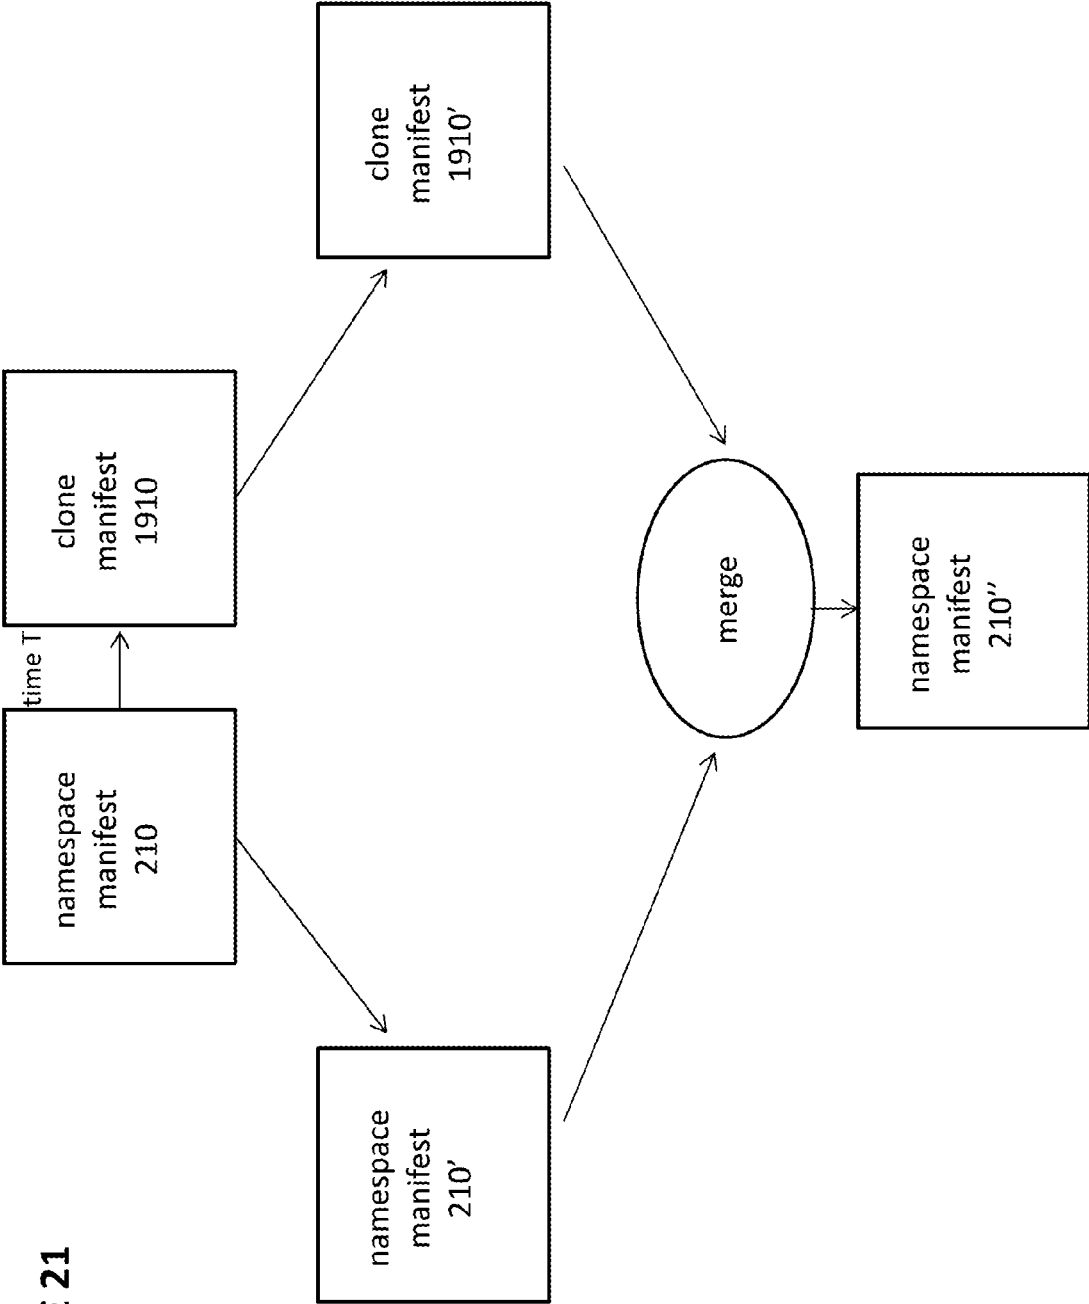 21
namespace
manifest
210
time T
clone
manifest
1910
namespace
manifest
210'
clone
manifest
1910'
merge
namespace
manifest
210''